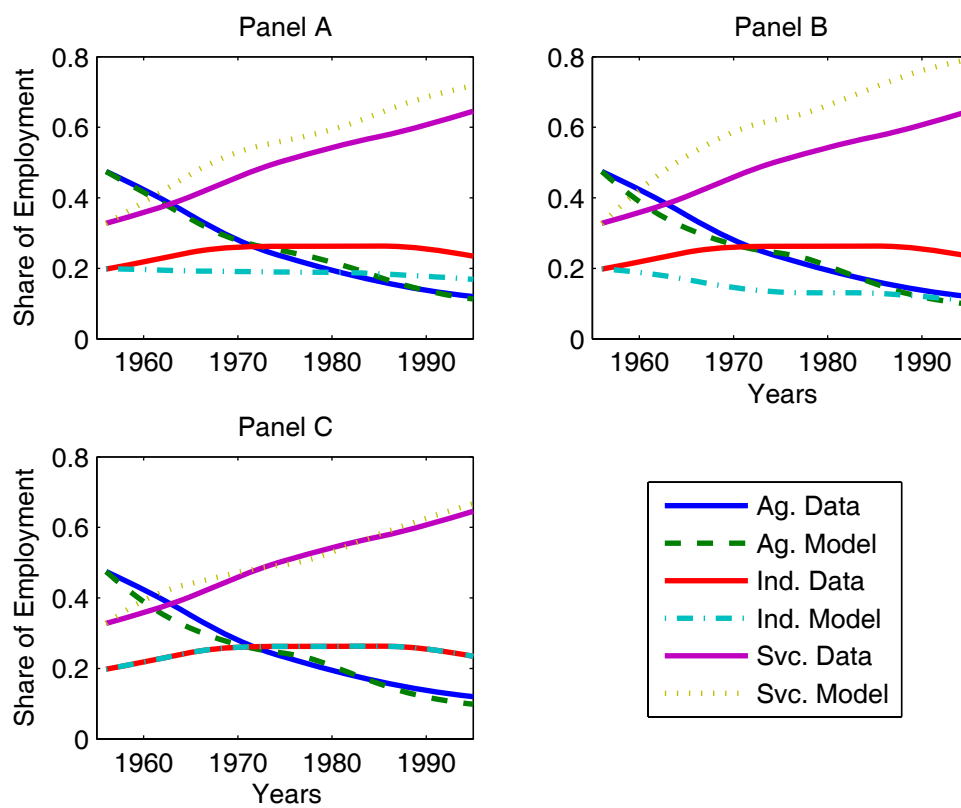 Panel A
Share of Employment
0.8
0.6
0.4
0.2
0
1960 1970 1980 1990
Panel B
0.8
0.6
0.4
0.2
0
1960 1970 1980 1990
Years
Panel C
Share of Employment
0.8
0.6
0.4
0.2
0
1960 1970 1980 1990
Years
Ag. Data
Ag. Model
Ind. Data
Ind. Model
Svc. Data
Svc. Model